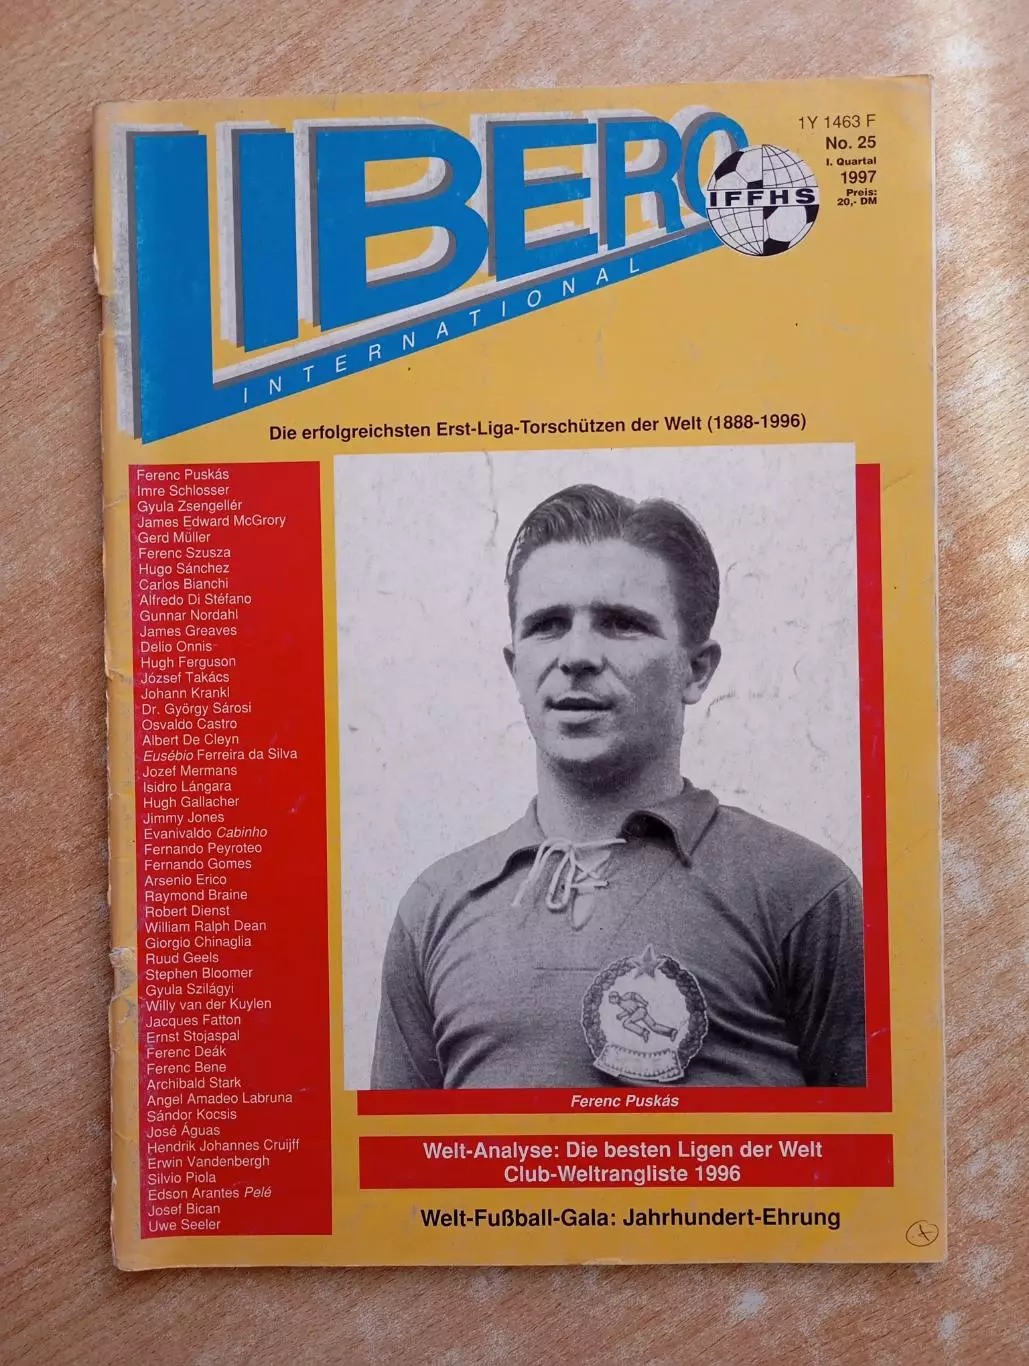 LIBERO
INTERNATIONAL
IFFHS
1Y 1463 F
No. 25
I. Quartal
1997
Preis:
20,- DM
Die erfolgreichsten Erst-Liga-Torschützen der Welt (1888-1996)
Ferenc Puskás
Imre Schlosser
Gyula Zsengellér
James Edward McGrory
Gerd Müller
Ferenc Szusza
Hugo Sánchez
Carlos Bianchi
Alfredo Di Stéfano
Gunnar Nordahl
James Greaves
Delio Onnis
Hugh Ferguson
József Takács
Johann Krankl
Dr. György Sárosi
Osvaldo Castro
Albert De Cleyn
Eusébio Ferreira da Silva
Jozef Mermans
Isidro Lángara
Hugh Gallacher
Jimmy Jones
Evanivaldo Cabinho
Fernando Peyroteo
Fernando Gomes
Arsenio Erico
Raymond Braine
Robert Dienst
William Ralph Dean
Giorgio Chinaglia
Ruud Geels
Stephen Bloomer
Gyula Szilágyi
Willy van der Kuylen
Jacques Fatton
Ernst Stojaspal
Ferenc Deák
Ferenc Bene
Archibald Stark
Angel Amadeo Labruna
Sándor Kocsis
José Águas
Hendrik Johannes Cruijff
Erwin Vandenbergh
Silvio Piola
Edson Arantes Pelé
Josef Bican
Uwe Seeler
Ferenc Puskás
Welt-Analyse: Die besten Ligen der Welt
Club-Weltrangliste 1996
Welt-Fußball-Gala: Jahrhundert-Ehrung